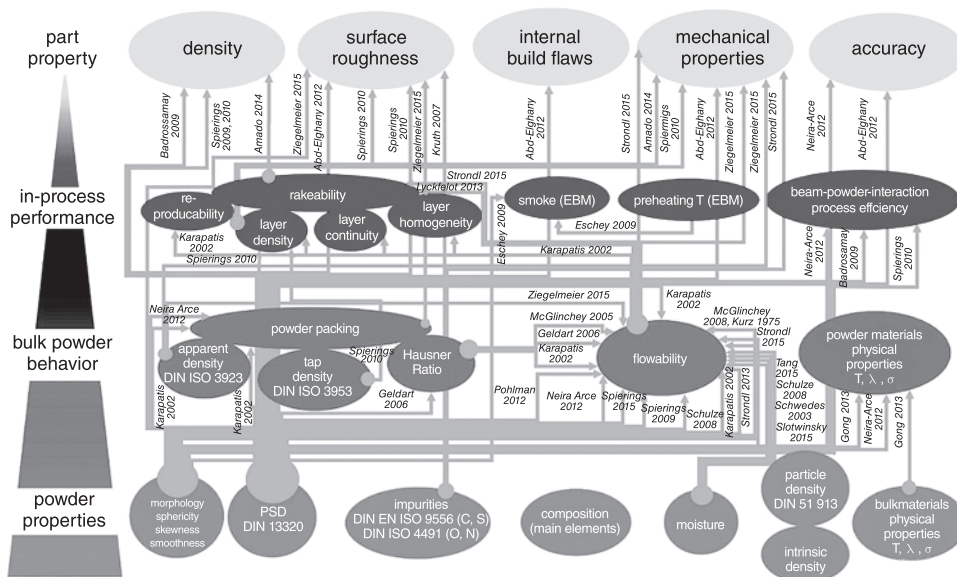 part
property
density
surface
roughness
internal
build flaws
mechanical
properties
accuracy
Badrosamay
2009
Spierings
2009, 2010
Amado 2014
Ziegelmeier 2015
Abd-Elghany 2012
Spierings 2010
Spierings
2010
Ziegelmeier 2015
Kruth 2007
Abd-Elghany
2012
Strondl 2015
Amado 2014
Spiermigs
2010
Abd-Elghany
2012
Ziegelmeier 2015
Ziegelmeier 2015
Strondl 2015
Neira-Arce
2012
Abd-Elghany
2012
in-process
performance
re-
producability
rakeability
layer
density
layer
continuity
layer
homogeneity
Strondl 2015
Lyckfelot 2013
smoke (EBM)
preheating T (EBM)
beam-powder-interaction
process effciency
Karapatis
2002
Spierings 2010
Eschey 2009
Eschey 2009
Karapatis 2002
Neira-Arce
2012
Badrosamay
2009
Spierings
2010
bulk powder
behavior
Neira Arce
2012
powder packing
apparent
density
DIN ISO 3923
tap
density
DIN ISO 3953
Spierings
2010
Hausner
Ratio
Geldart
2006
Karapatis
2002
Karapatis
2002
Ziegelmeier 2015
Karapatis
2002
McGlinchey 2005
Geldart 2006
Karapatis
2002
flowability
McGlinchey
2008, Kurz 1975
Strondl
2015
Tang
2015
Schulze
2008
Schwedes
2003
Slotwinsky
2015
Pohlman
2012
Neira Arce
2012
Spierings
2015
Spierings
2009
Schulze
2008
Karapatis 2002
Strondl 2013
powder materials
physical
properties
T, λ , σ
Gong 2013
Neira-Arce
2012
Gong 2013
powder
properties
morphology
sphericity
skewness
smoothness
PSD
DIN 13320
impurities
DIN EN ISO 9556 (C, S)
DIN ISO 4491 (O, N)
composition
(main elements)
moisture
particle
density
DIN 51 913
intrinsic
density
bulkmaterials
physical
properties
T, λ , σ